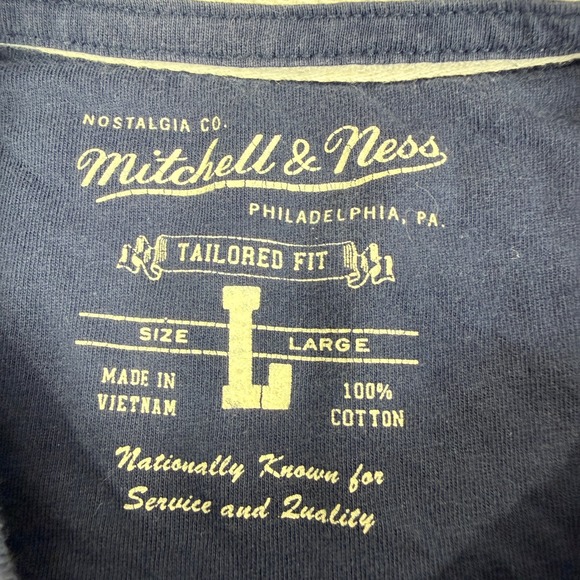 NOSTALGIA CO.
Mitchell & Ness
PHILADELPHIA, PA.
TAILORED FIT
SIZE L LARGE
MADE IN VIETNAM
100% COTTON
Nationally Known for
Service and Quality